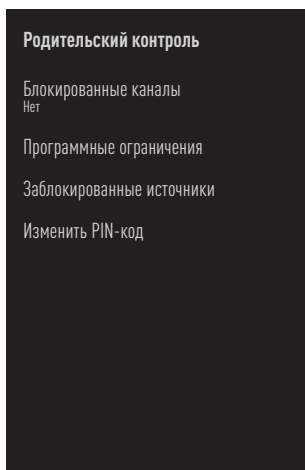 Родительский контроль
Блокированные каналы
Нет
Программные ограничения
Заблокированные источники
Изменить PIN-код